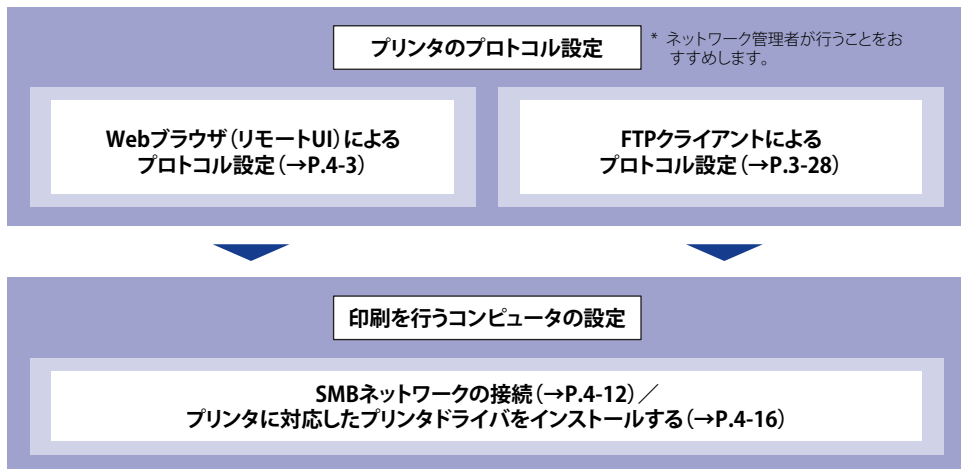 プリンタのプロトコル設定
* ネットワーク管理者が行うことをお
すすめします。
Webブラウザ（リモートUI）による
プロトコル設定（→P.4-3）
FTPクライアントによる
プロトコル設定（→P.3-28）
印刷を行うコンピュータの設定
SMBネットワークの接続（→P.4-12）／
プリンタに対応したプリンタドライバをインストールする（→P.4-16）